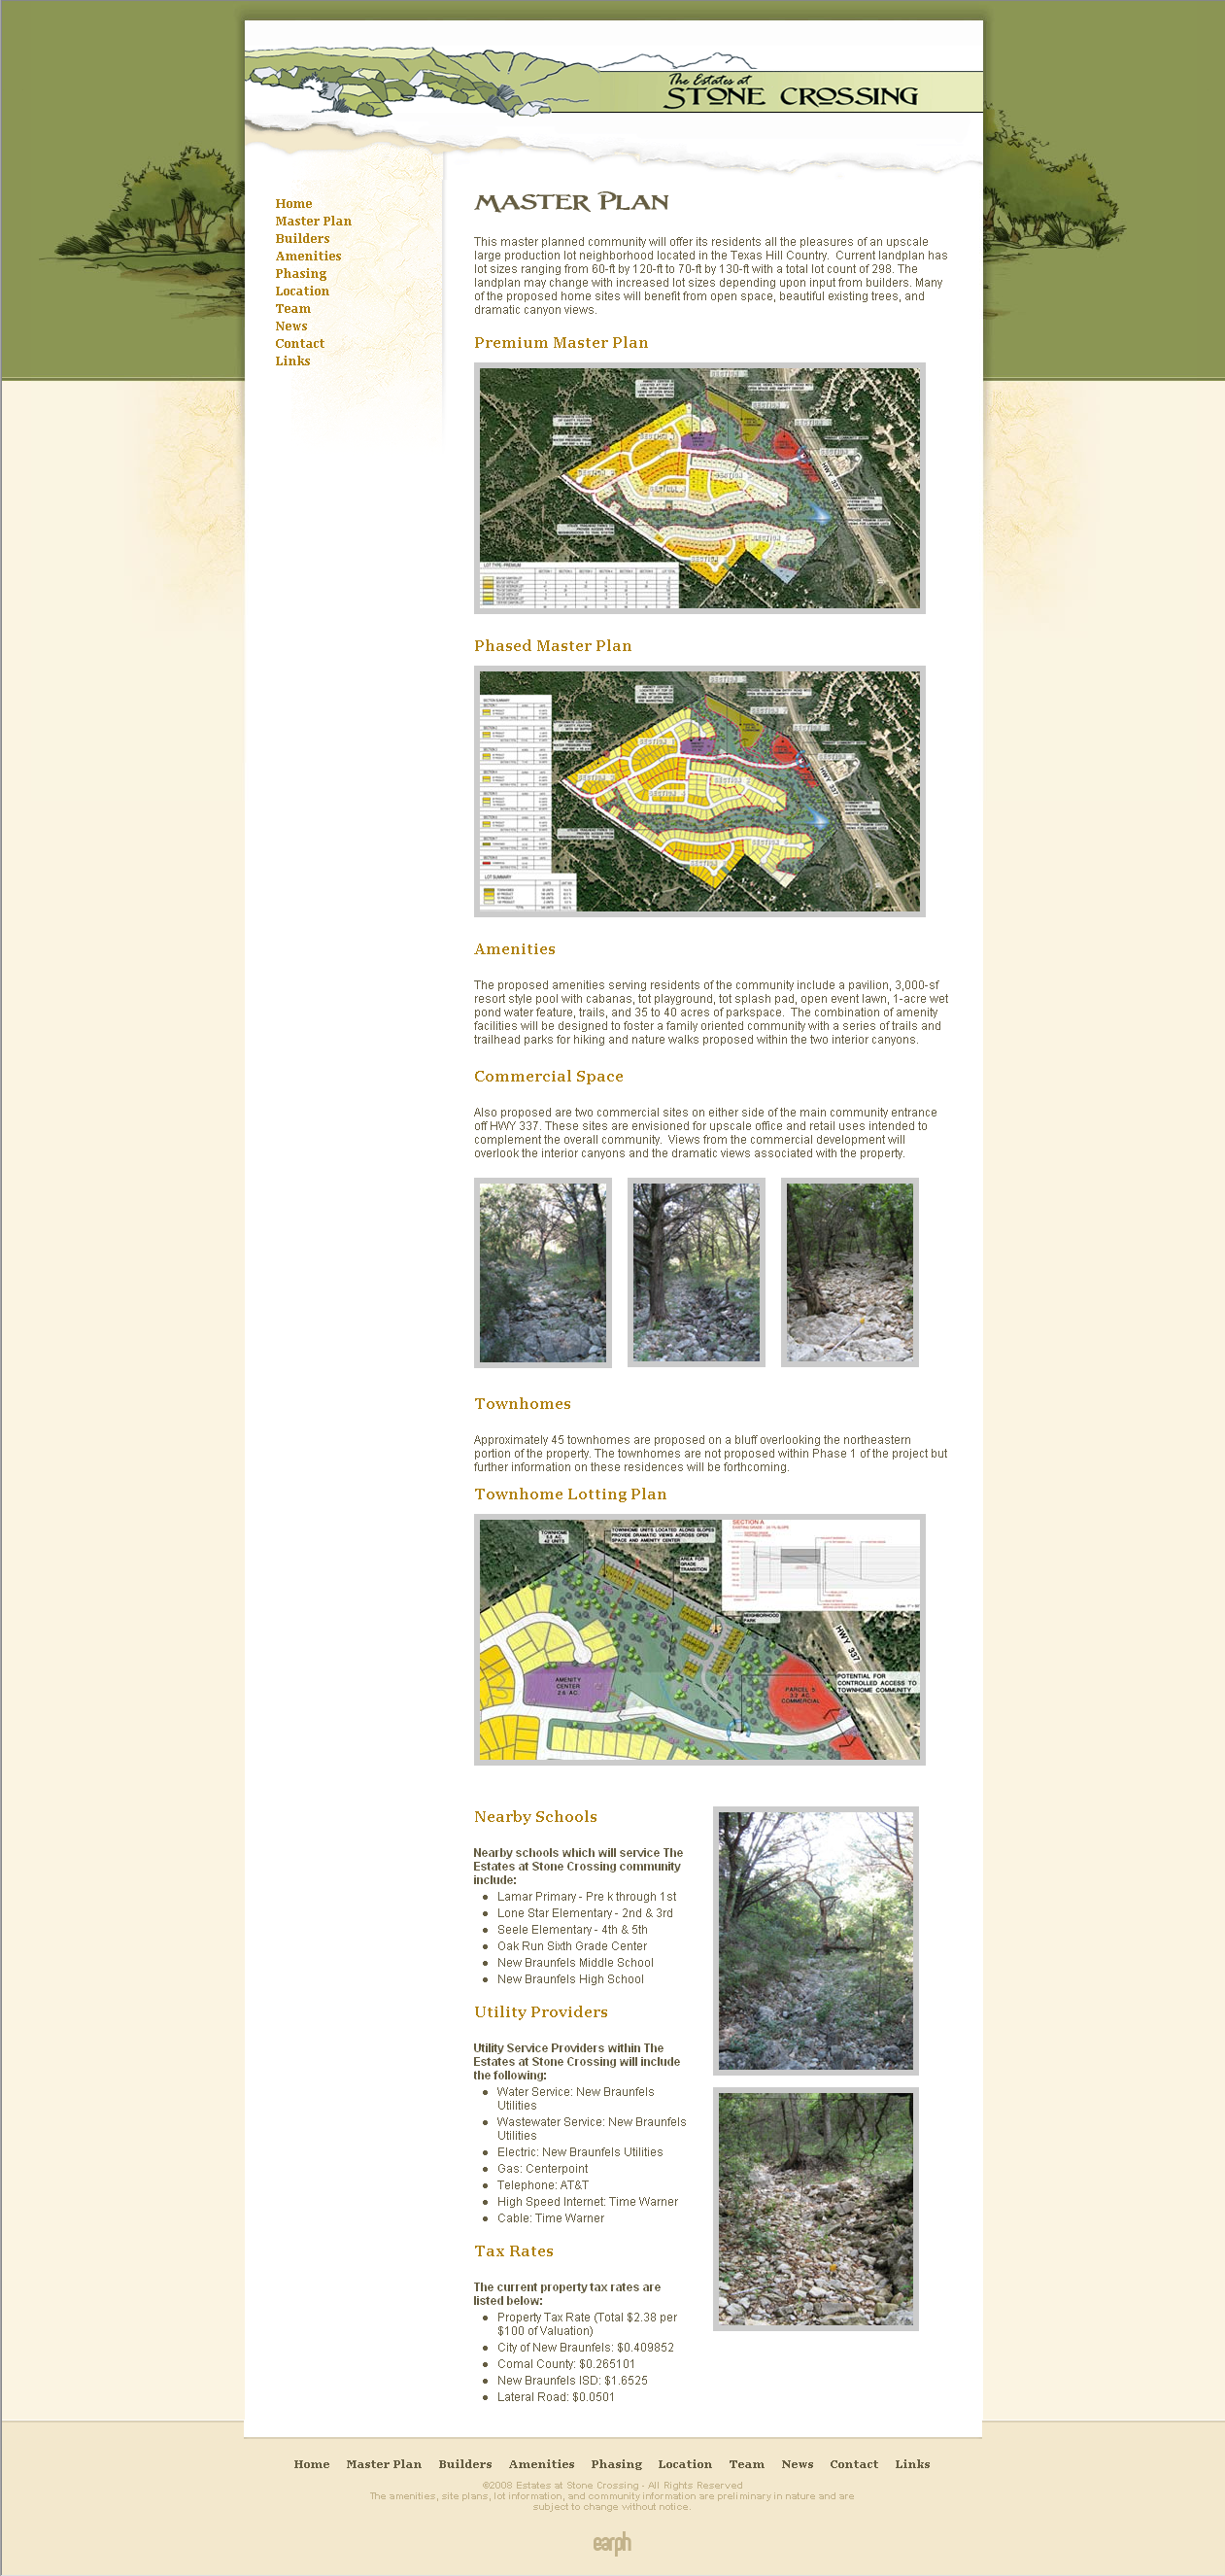 The Estates at
STONE CROSSING
Home
Master Plan
Builders
Amenities
Phasing
Location
Team
News
Contact
Links
MASTER PLAN
This master planned community will offer its residents all the pleasures of an upscale
large production lot neighborhood located in the Texas Hill Country. Current landplan has
lot sizes ranging from 60-ft by 120-ft to 70-ft by 130-ft with a total lot count of 298. The
landplan may change with increased lot sizes depending upon input from builders. Many
of the proposed home sites will benefit from open space, beautiful existing trees, and
dramatic canyon views.
Premium Master Plan
HWY 337
Phased Master Plan
HWY 337
Amenities
The proposed amenities serving residents of the community include a pavilion, 3,000-sf
resort style pool with cabanas, tot playground, tot splash pad, open event lawn, 1-acre wet
pond water feature, trails, and 35 to 40 acres of parkspace. The combination of amenity
facilities will be designed to foster a family oriented community with a series of trails and
trailhead parks for hiking and nature walks proposed within the two interior canyons.
Commercial Space
Also proposed are two commercial sites on either side of the main community entrance
off HWY 337. These sites are envisioned for upscale office and retail uses intended to
complement the overall community. Views from the commercial development will
overlook the interior canyons and the dramatic views associated with the property.
Townhomes
Approximately 45 townhomes are proposed on a bluff overlooking the northeastern
portion of the property. The townhomes are not proposed within Phase 1 of the project but
further information on these residences will be forthcoming.
Townhome Lotting Plan
SECTION A
TOWNHOME
TOWNHOME UNITS LOCATED ALONG SLOPES
PROVIDE DRAMATIC VIEWS ACROSS OPEN
SPACE AND AMENITY CENTER
AREA FOR
GRADE
TRANSITION
NEIGHBORHOOD
PARK
HWY 337
AMENITY
CENTER
2.6 AC.
COMMERCIAL
POTENTIAL FOR
CONTROLLED ACCESS TO
TOWNHOME COMMUNITY
Nearby Schools
Nearby schools which will service The
Estates at Stone Crossing community
include:
Lamar Primary - Pre k through 1st
Lone Star Elementary - 2nd & 3rd
Seele Elementary - 4th & 5th
Oak Run Sixth Grade Center
New Braunfels Middle School
New Braunfels High School
Utility Providers
Utility Service Providers within The
Estates at Stone Crossing will include
the following:
Water Service: New Braunfels
Utilities
Wastewater Service: New Braunfels
Utilities
Electric: New Braunfels Utilities
Gas: Centerpoint
Telephone: AT&T
High Speed Internet: Time Warner
Cable: Time Warner
Tax Rates
The current property tax rates are
listed below:
Property Tax Rate (Total $2.38 per
$100 of Valuation)
City of New Braunfels: $0.409852
Comal County: $0.265101
New Braunfels ISD: $1.6525
Lateral Road: $0.0501
Home Master Plan Builders Amenities Phasing Location Team News Contact Links
©2008 Estates at Stone Crossing - All Rights Reserved
The amenities, site plans, lot information, and community information are preliminary in nature and are
subject to change without notice.
earph